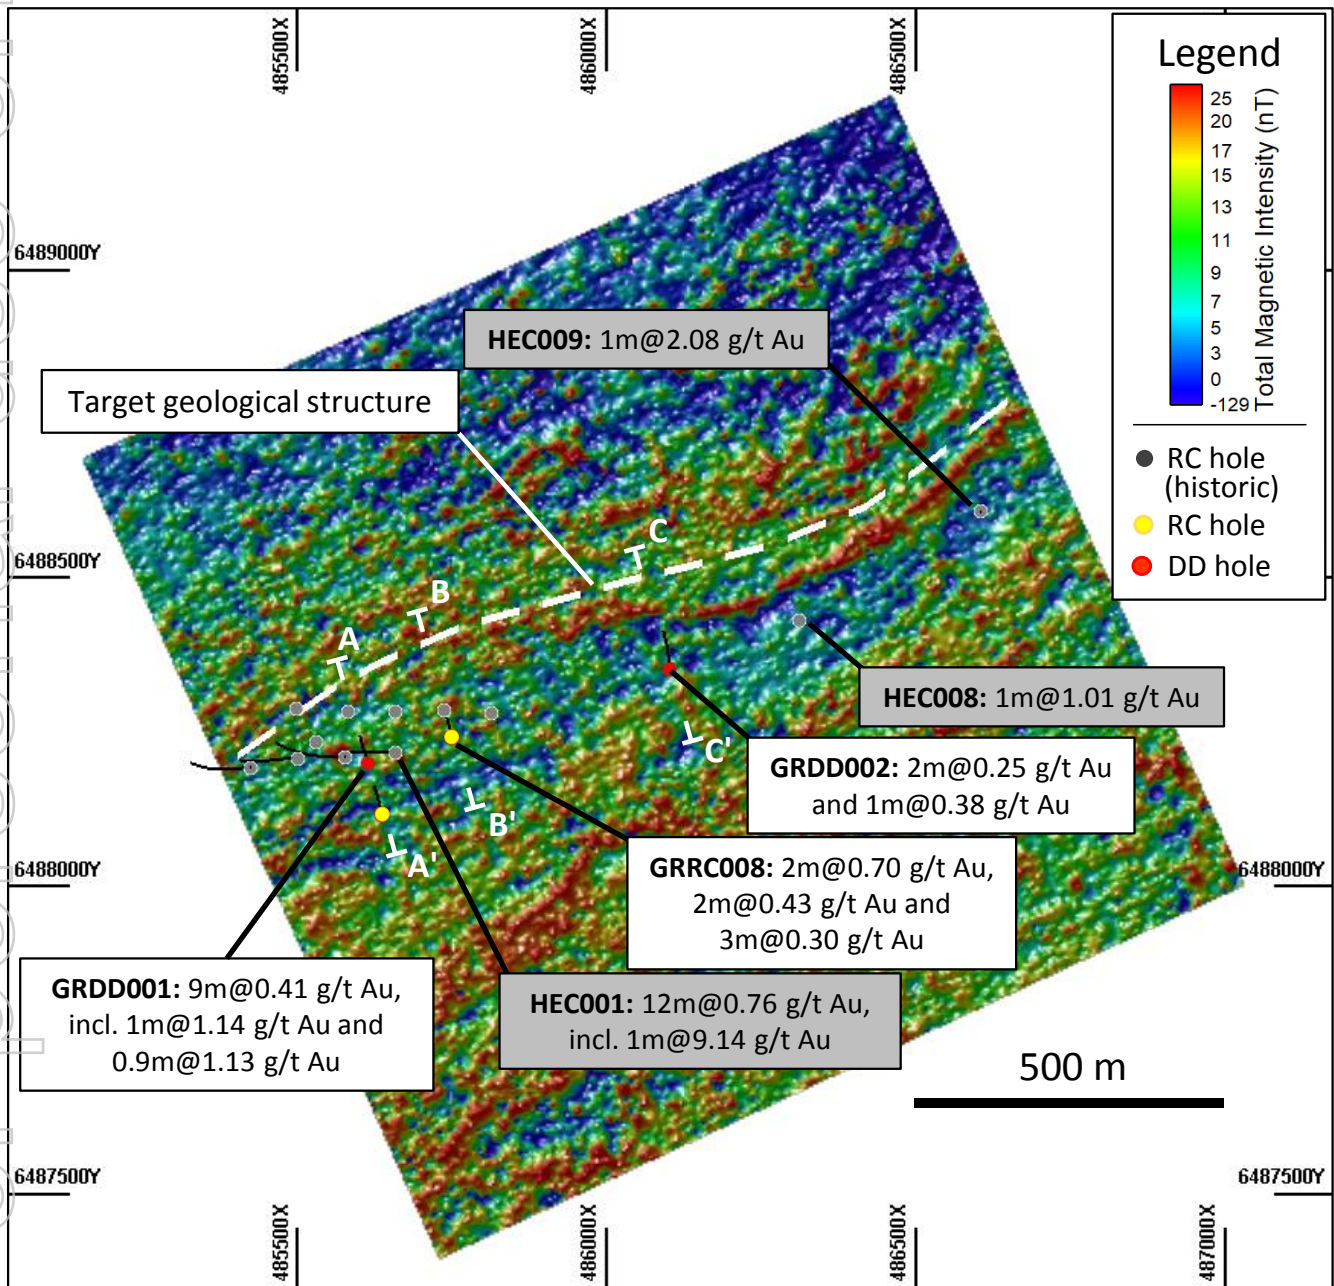 485500X
486000X
486500X
Legend
25
20
17
15
13
11
9
7
5
3
0
-129
Total Magnetic Intensity (nT)
RC hole
(historic)
RC hole
DD hole
6489000Y
HEC009: 1m@2.08 g/t Au
Target geological structure
6488500Y
C
B
A
HEC008: 1m@1.01 g/t Au
C'
GRDD002: 2m@0.25 g/t Au
and 1m@0.38 g/t Au
B'
A'
6488000Y
6488000Y
GRRC008: 2m@0.70 g/t Au,
2m@0.43 g/t Au and
3m@0.30 g/t Au
GRDD001: 9m@0.41 g/t Au,
incl. 1m@1.14 g/t Au and
0.9m@1.13 g/t Au
HEC001: 12m@0.76 g/t Au,
incl. 1m@9.14 g/t Au
500 m
6487500Y
6487500Y
485500X
486000X
486500X
487000X